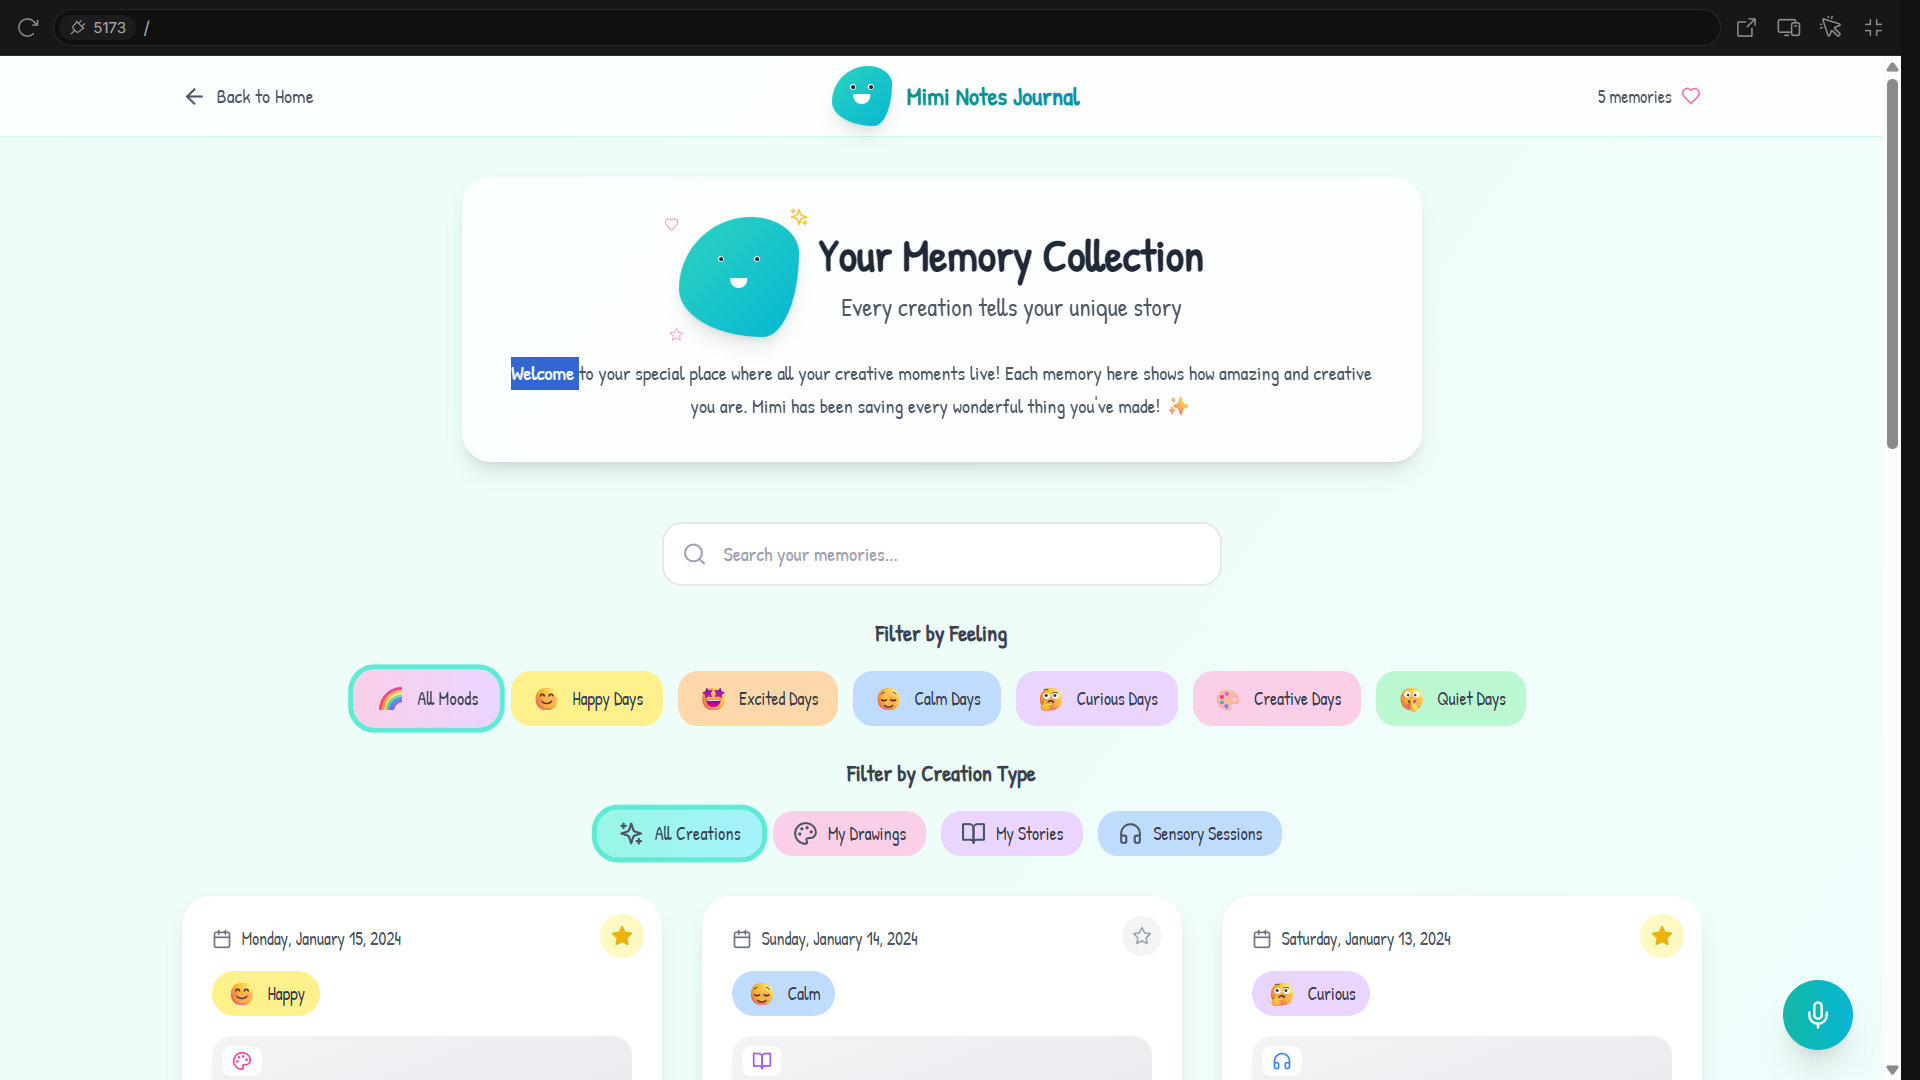 5173 /
Back to Home
Mimi Notes Journal
5 memories
Your Memory Collection
Every creation tells your unique story
Welcome to your special place where all your creative moments live! Each memory here shows how amazing and creative
you are. Mimi has been saving every wonderful thing you've made! ✨
Search your memories...
Filter by Feeling
All Moods
Happy Days
Excited Days
Calm Days
Curious Days
Creative Days
Quiet Days
Filter by Creation Type
All Creations
My Drawings
My Stories
Sensory Sessions
Monday, January 15, 2024
Happy
Sunday, January 14, 2024
Calm
Saturday, January 13, 2024
Curious